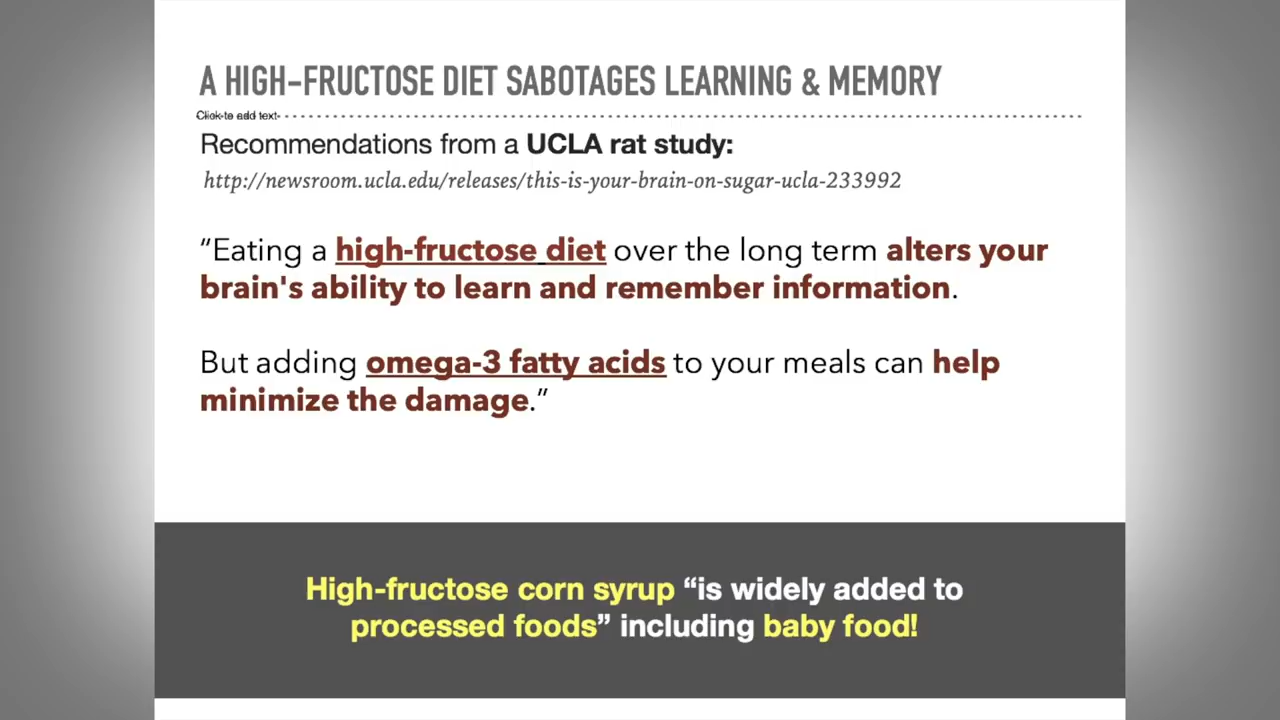 A HIGH-FRUCTOSE DIET SABOTAGES LEARNING & MEMORY
Click to add text
Recommendations from a UCLA rat study:
http://newsroom.ucla.edu/releases/this-is-your-brain-on-sugar-ucla-233992
“Eating a high-fructose diet over the long term alters your
brain's ability to learn and remember information.
But adding omega-3 fatty acids to your meals can help
minimize the damage.”
High-fructose corn syrup “is widely added to
processed foods” including baby food!